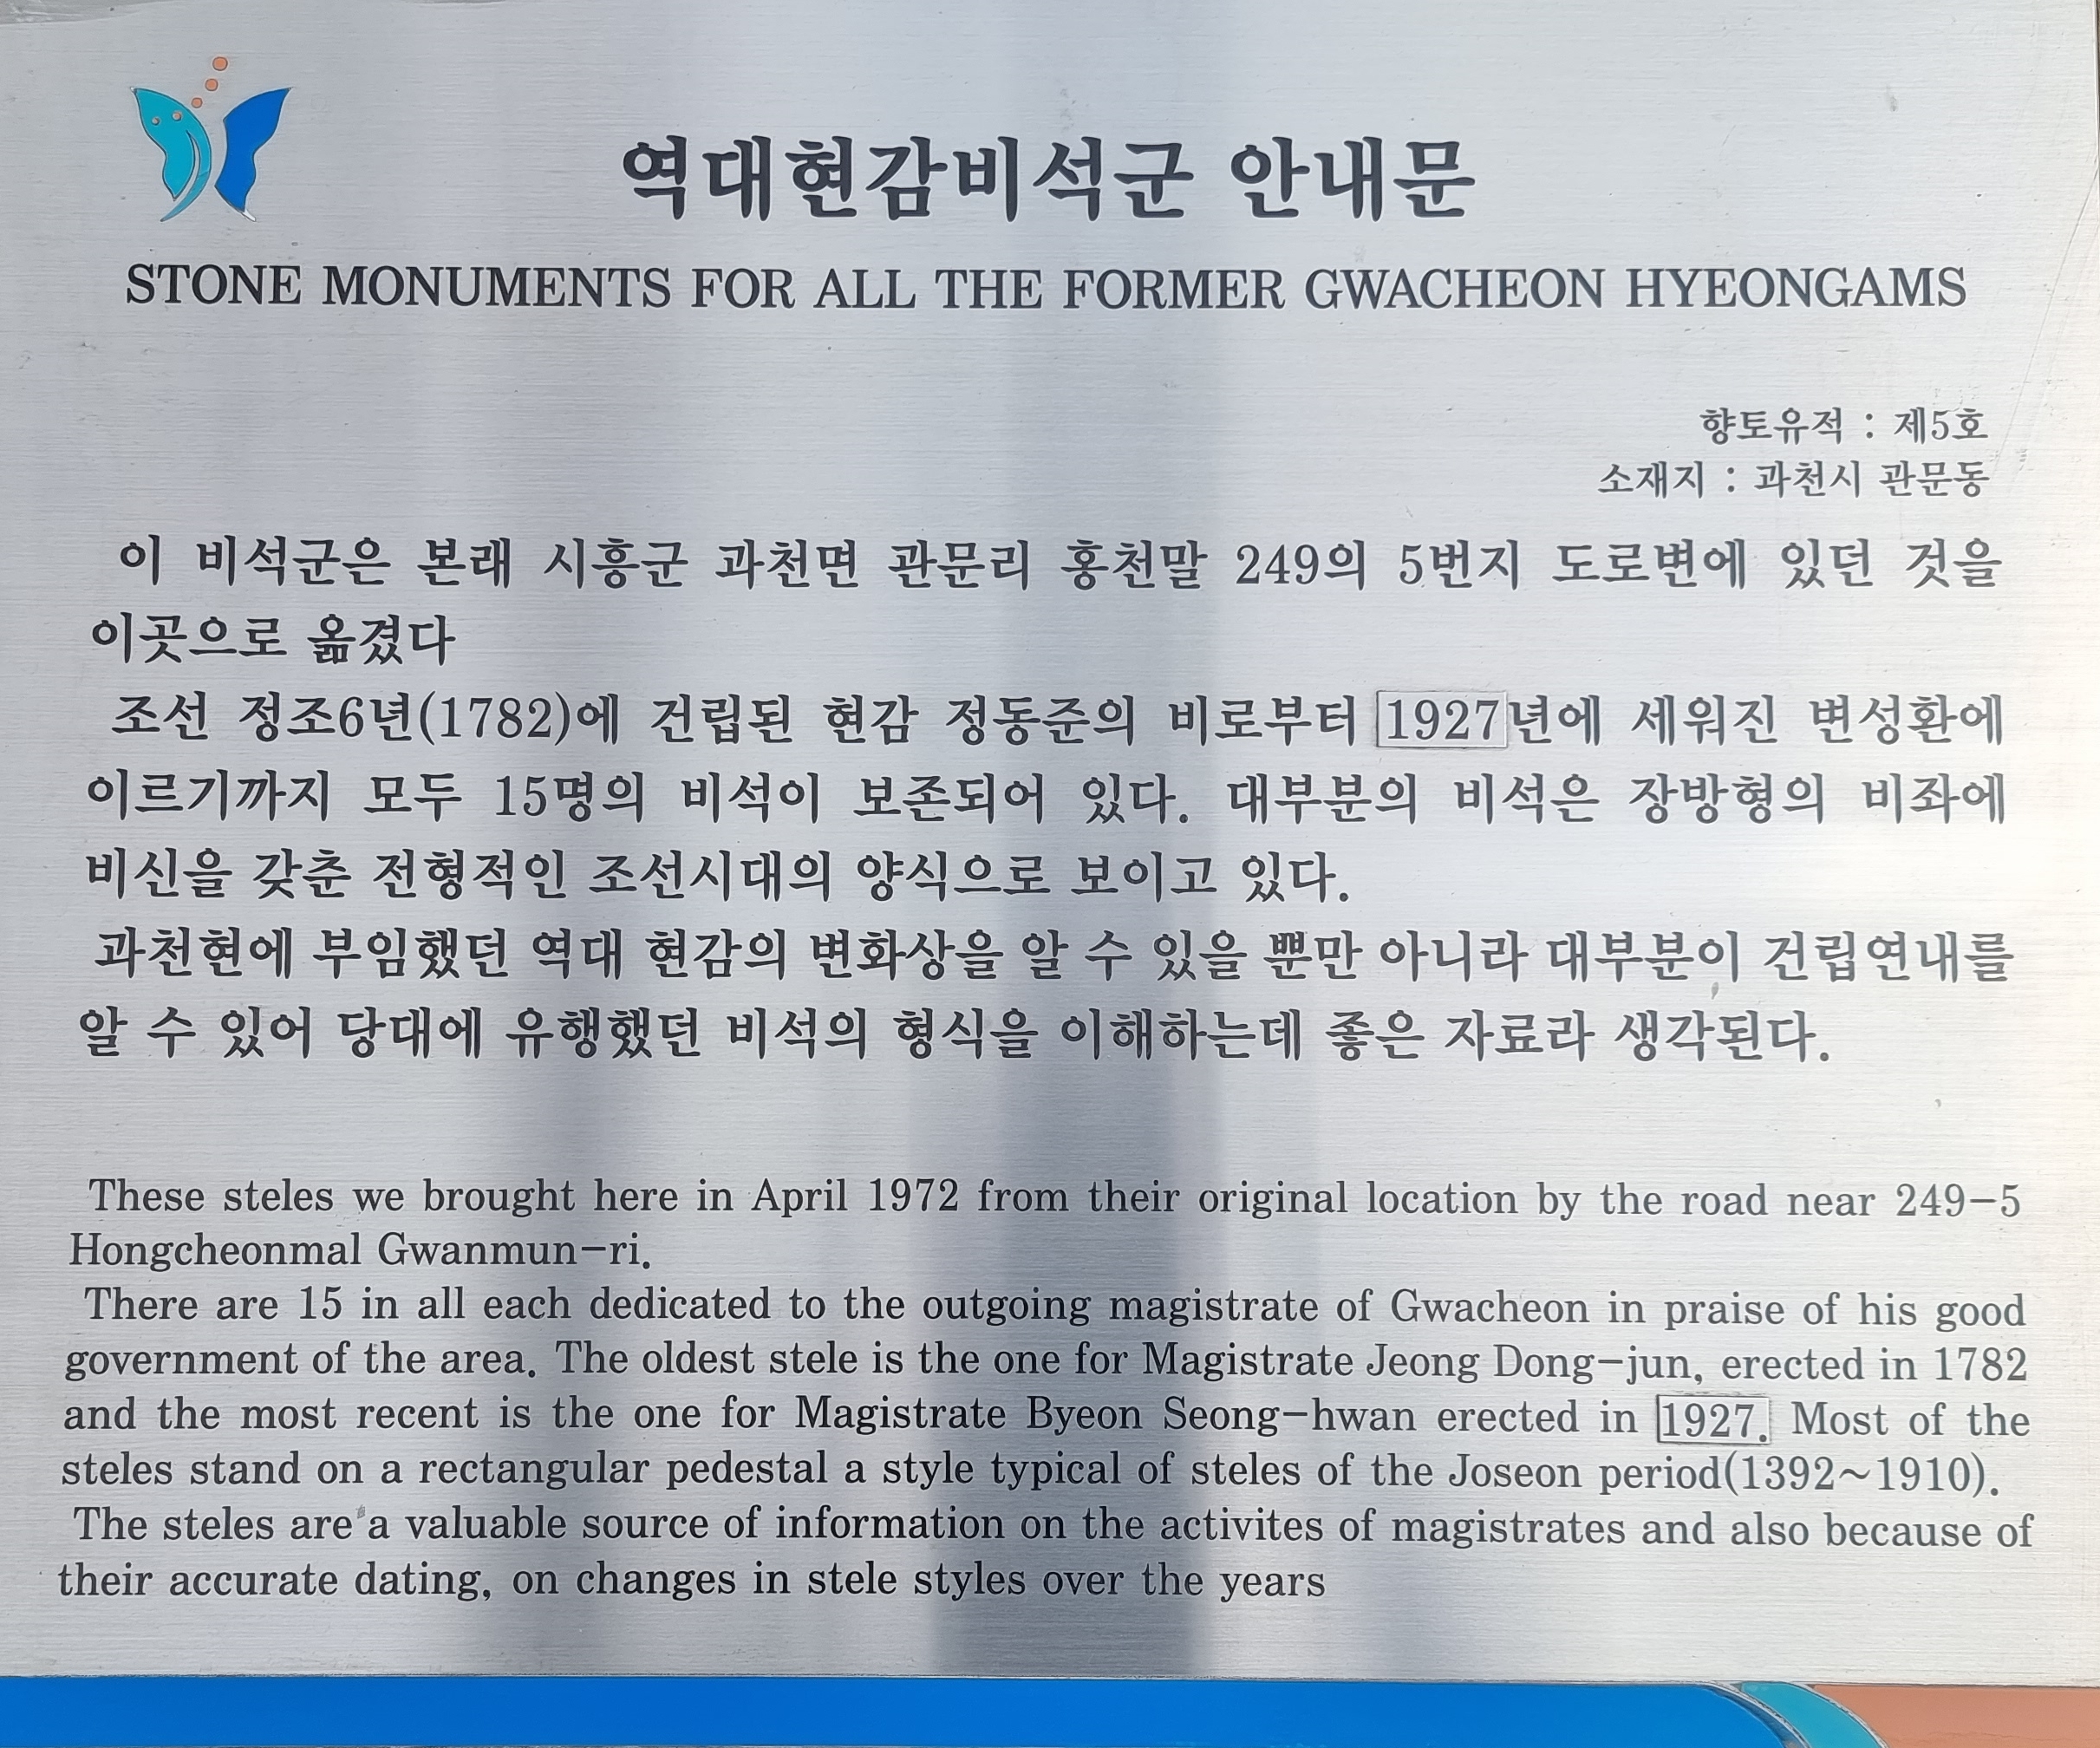 역대현감비석군 안내문
STONE MONUMENTS FOR ALL THE FORMER GWACHEON HYEONGAMS
향토유적 : 제5호
소재지 : 과천시 관문동
이 비석군은 본래 시흥군 과천면 관문리 홍천말 249의 5번지 도로변에 있던 것을
이곳으로 옮겼다
조선 정조6년(1782)에 건립된 현감 정동준의 비로부터 1927년에 세워진 변성환에
이르기까지 모두 15명의 비석이 보존되어 있다. 대부분의 비석은 장방형의 비좌에
비신을 갖춘 전형적인 조선시대의 양식으로 보이고 있다.
과천현에 부임했던 역대 현감의 변화상을 알 수 있을 뿐만 아니라 대부분이 건립연내를
알 수 있어 당대에 유행했던 비석의 형식을 이해하는데 좋은 자료라 생각된다.
These steles we brought here in April 1972 from their original location by the road near 249-5
Hongcheonmal Gwanmun-ri.
There are 15 in all each dedicated to the outgoing magistrate of Gwacheon in praise of his good
government of the area. The oldest stele is the one for Magistrate Jeong Dong-jun, erected in 1782
and the most recent is the one for Magistrate Byeon Seong-hwan erected in 1927. Most of the
steles stand on a rectangular pedestal a style typical of steles of the Joseon period(1392~1910).
The steles are a valuable source of information on the activites of magistrates and also because of
their accurate dating, on changes in stele styles over the years